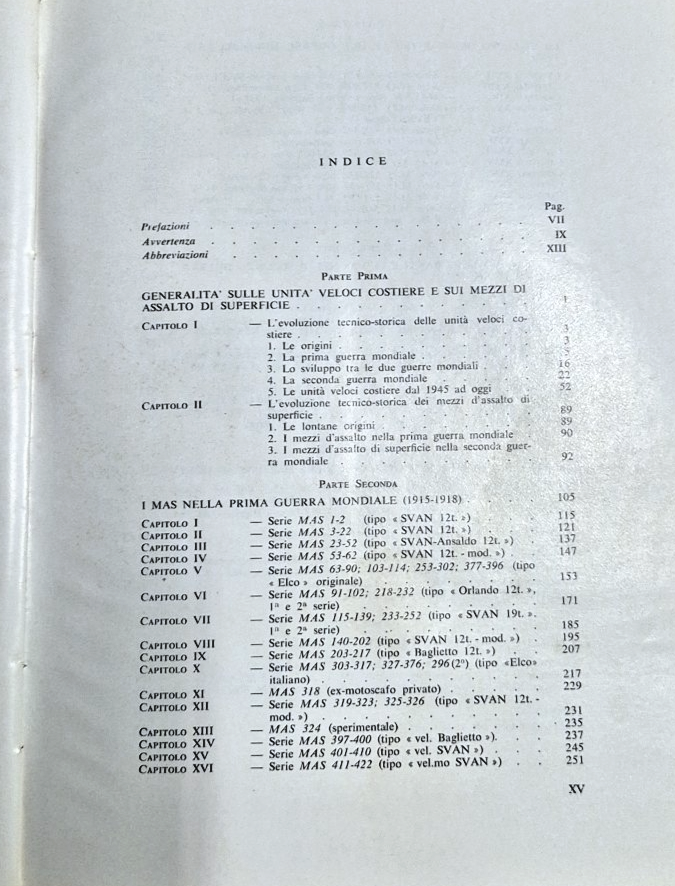 INDICE
Pag.
Prefazioni . . . . . . . . . . . . VII
Avvertenza . . . . . . . . . . . . IX
Abbreviazioni . . . . . . . . . . . . XIII
PARTE PRIMA
GENERALITA' SULLE UNITA' VELOCI COSTIERE E SUI MEZZI DI
ASSALTO DI SUPERFICIE . . . . . . . . . 1
CAPITOLO I — L'evoluzione tecnico-storica delle unità veloci co-
stiere . . . . . . . . . 3
1. Le origini . . . . . . . . 3
2. La prima guerra mondiale . . . . . 5
3. Lo sviluppo tra le due guerre mondiali . . . 16
4. La seconda guerra mondiale . . . . . 22
5. Le unità veloci costiere dal 1945 ad oggi . . 52
CAPITOLO II — L'evoluzione tecnico-storica dei mezzi d'assalto di
superficie . . . . . . . . . 89
1. Le lontane origini . . . . . . . 89
2. I mezzi d'assalto nella prima guerra mondiale 90
3. I mezzi d'assalto di superficie nella seconda guer-
ra mondiale . . . . . . . . 92
PARTE SECONDA
I MAS NELLA PRIMA GUERRA MONDIALE (1915-1918) . . . . 105
CAPITOLO I — Serie MAS 1-2 (tipo « SVAN 12t. ») . . . 115
CAPITOLO II — Serie MAS 3-22 (tipo « SVAN 12t. ») . . . 121
CAPITOLO III — Serie MAS 23-52 (tipo « SVAN-Ansaldo 12t. ») . . 137
CAPITOLO IV — Serie MAS 53-62 (tipo « SVAN 12t. - mod. ») . . 147
CAPITOLO V — Serie MAS 63-90; 103-114; 253-302; 377-396 (tipo
« Elco » originale) . . . . . . . 153
CAPITOLO VI — Serie MAS 91-102; 218-232 (tipo « Orlando 12t. »,
1ª e 2ª serie) . . . . . . . . 171
CAPITOLO VII — Serie MAS 115-139; 233-252 (tipo « SVAN 19t. ».
1ª e 2ª serie) . . . . . . . . 185
CAPITOLO VIII — Serie MAS 140-202 (tipo « SVAN 12t. - mod. ») . . 195
CAPITOLO IX — Serie MAS 203-217 (tipo « Baglietto 12t. ») . . . 207
CAPITOLO X — Serie MAS 303-317; 327-376; 296(2º) (tipo «Elco»
italiano) . . . . . . . . . 217
CAPITOLO XI — MAS 318 (ex-motoscafo privato) . . . . 229
CAPITOLO XII — Serie MAS 319-323; 325-326 (tipo « SVAN 12t. -
mod. ») . . . . . . . . . 231
CAPITOLO XIII — MAS 324 (sperimentale) . . . . . . 235
CAPITOLO XIV — Serie MAS 397-400 (tipo « vel. Baglietto »). . . 237
CAPITOLO XV — Serie MAS 401-410 (tipo « vel. SVAN ») . . . 245
CAPITOLO XVI — Serie MAS 411-422 (tipo « vel.mo SVAN ») . . 251
XV